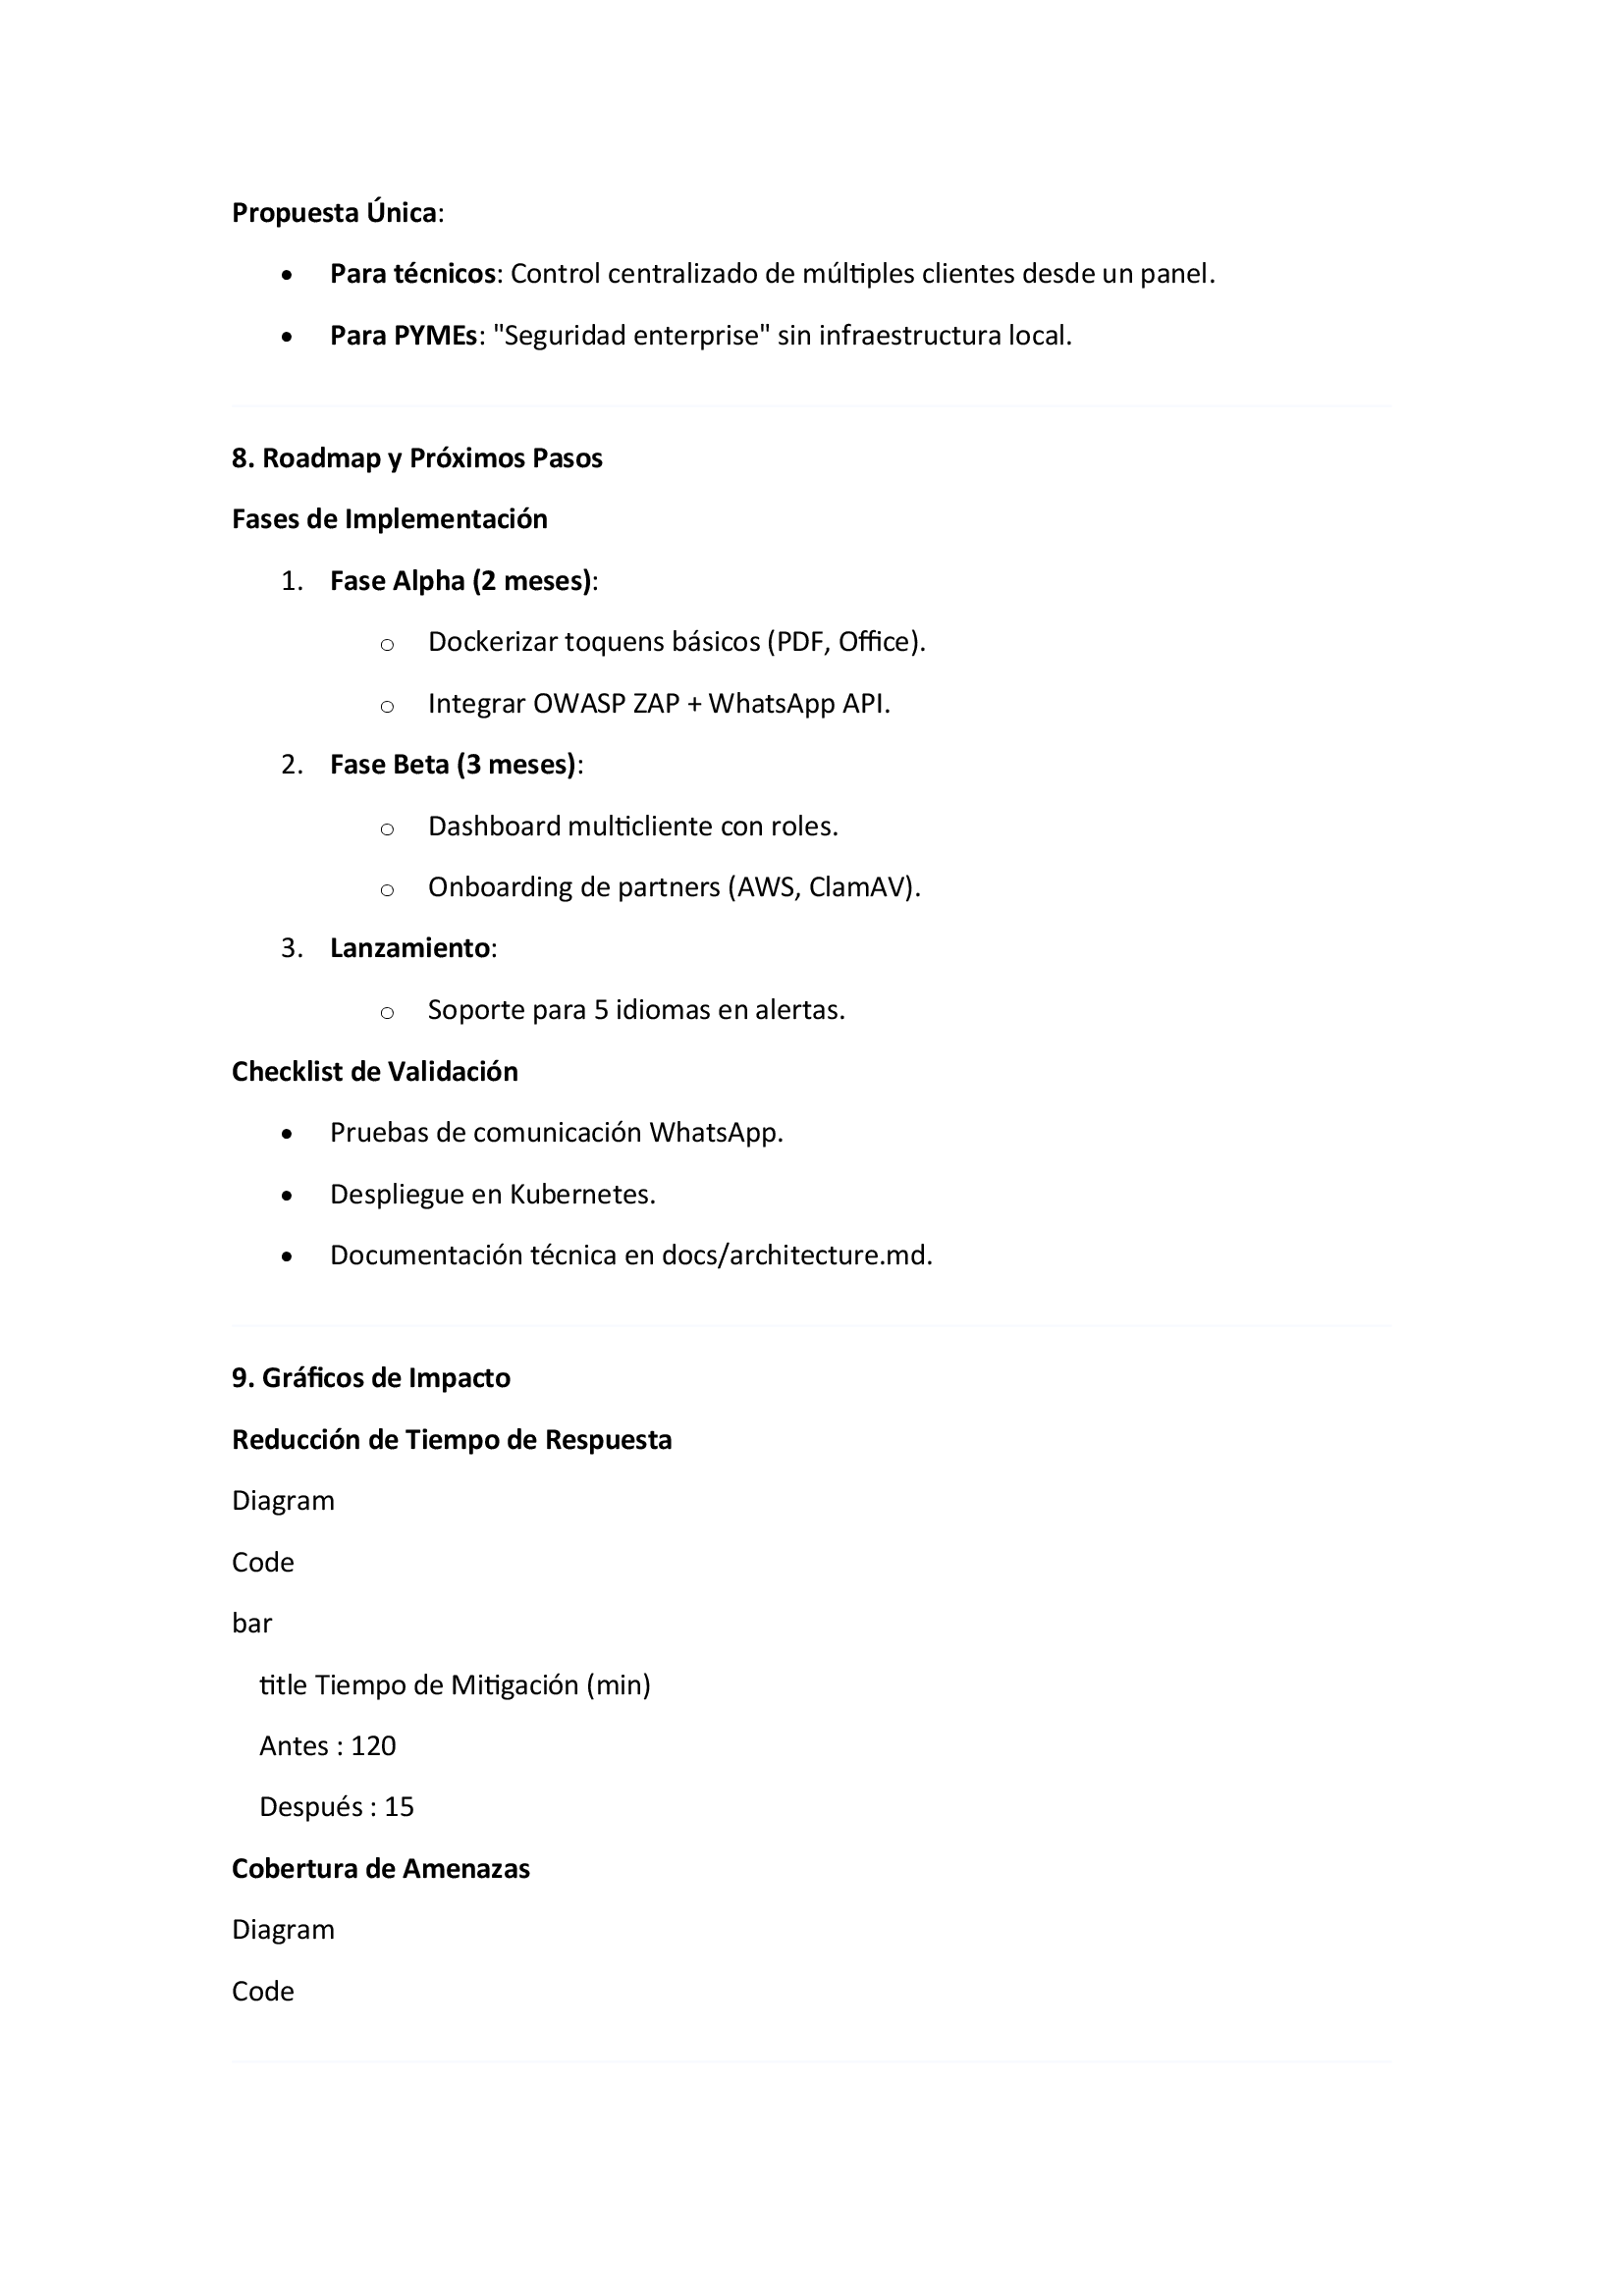 Propuesta Única:
• Para técnicos: Control centralizado de múltiples clientes desde un panel.
• Para PYMEs: "Seguridad enterprise" sin infraestructura local.
8. Roadmap y Próximos Pasos
Fases de Implementación
1. Fase Alpha (2 meses):
o Dockerizar toquens básicos (PDF, Office).
o Integrar OWASP ZAP + WhatsApp API.
2. Fase Beta (3 meses):
o Dashboard multicliente con roles.
o Onboarding de partners (AWS, ClamAV).
3. Lanzamiento:
o Soporte para 5 idiomas en alertas.
Checklist de Validación
• Pruebas de comunicación WhatsApp.
• Despliegue en Kubernetes.
• Documentación técnica en docs/architecture.md.
9. Gráficos de Impacto
Reducción de Tiempo de Respuesta
Diagram
Code
bar
title Tiempo de Mitigación (min)
Antes : 120
Después : 15
Cobertura de Amenazas
Diagram
Code